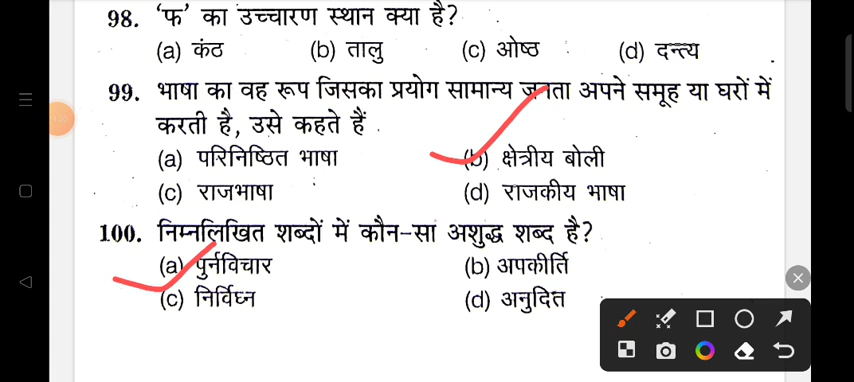 98. 'फ' का उच्चारण स्थान क्या है?
(a) कंठ (b) तालु (c) ओष्ठ (d) दन्त्य
99. भाषा का वह रूप जिसका प्रयोग सामान्य जनता अपने समूह या घरों में
करती है, उसे कहते हैं
(a) परिनिष्ठित भाषा (b) क्षेत्रीय बोली
(c) राजभाषा (d) राजकीय भाषा
100. निम्नलिखित शब्दों में कौन-सा अशुद्ध शब्द है?
(a) पुर्नविचार (b) अपकीर्ति
(c) निर्विघ्न (d) अनुदित